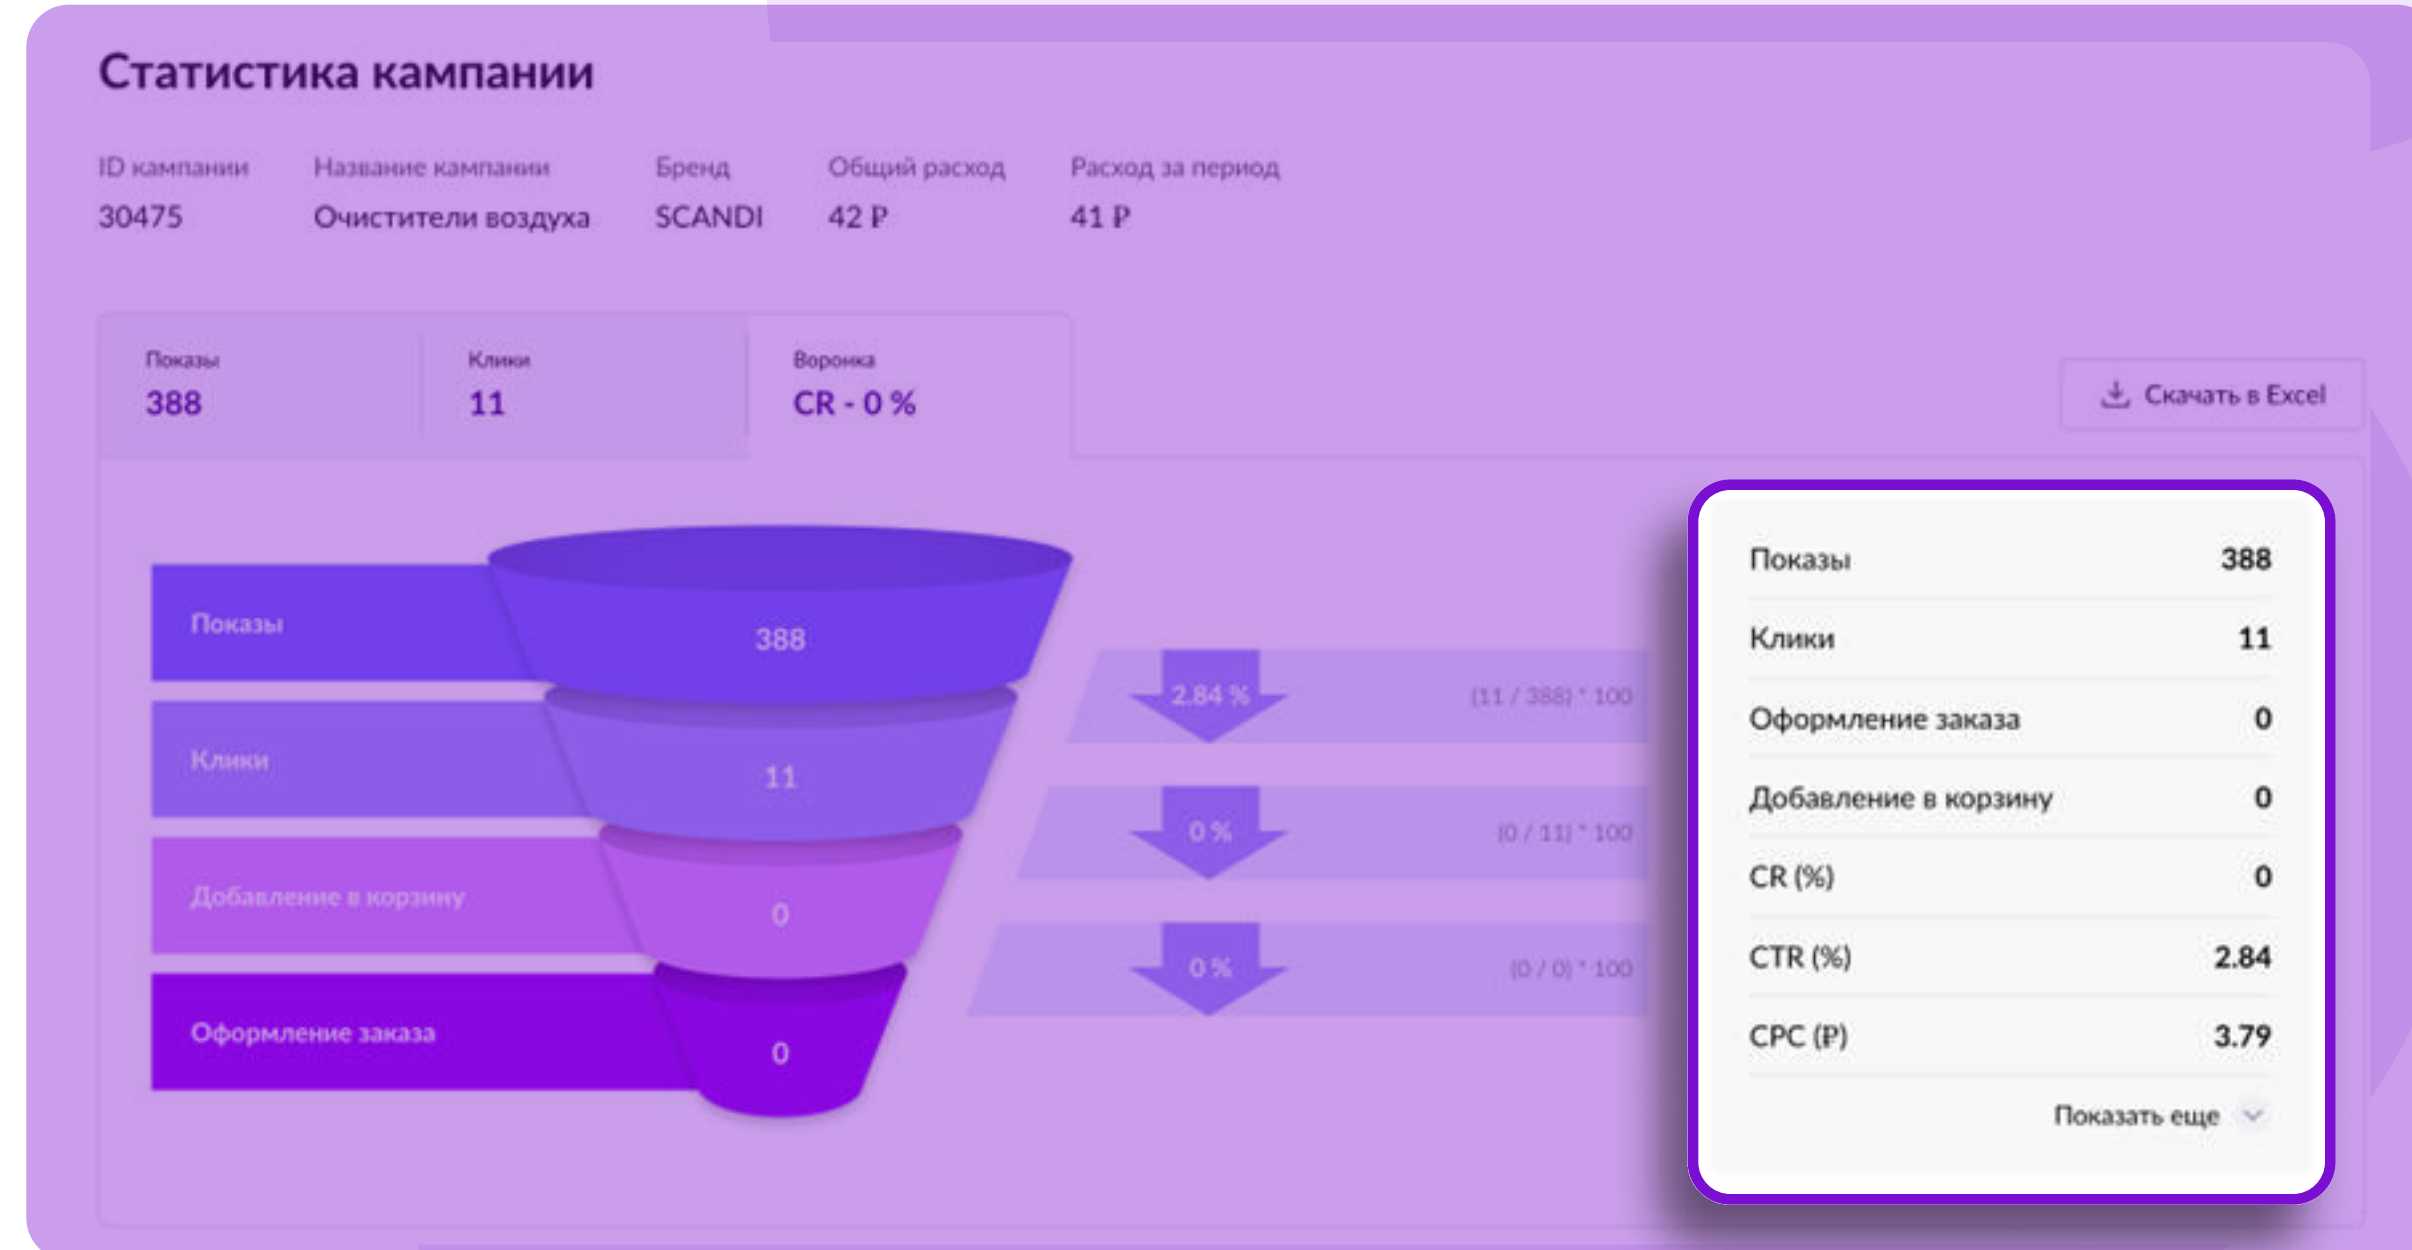 Статистика кампании
ID кампании Название кампании Бренд Общий расход Расход за период
30475 Очистители воздуха SCANDI 42 ₽ 41 ₽
Показы Клики Воронка
388 11 CR - 0 %
Скачать в Excel
Показы 388
Клики 11
Добавление в корзину 0
Оформление заказа 0
2.84 % (11 / 388) * 100
0 % (0 / 11) * 100
0 % (0 / 0) * 100
Показы 388
Клики 11
Оформление заказа 0
Добавление в корзину 0
CR (%) 0
CTR (%) 2.84
CPC (₽) 3.79
Показать еще